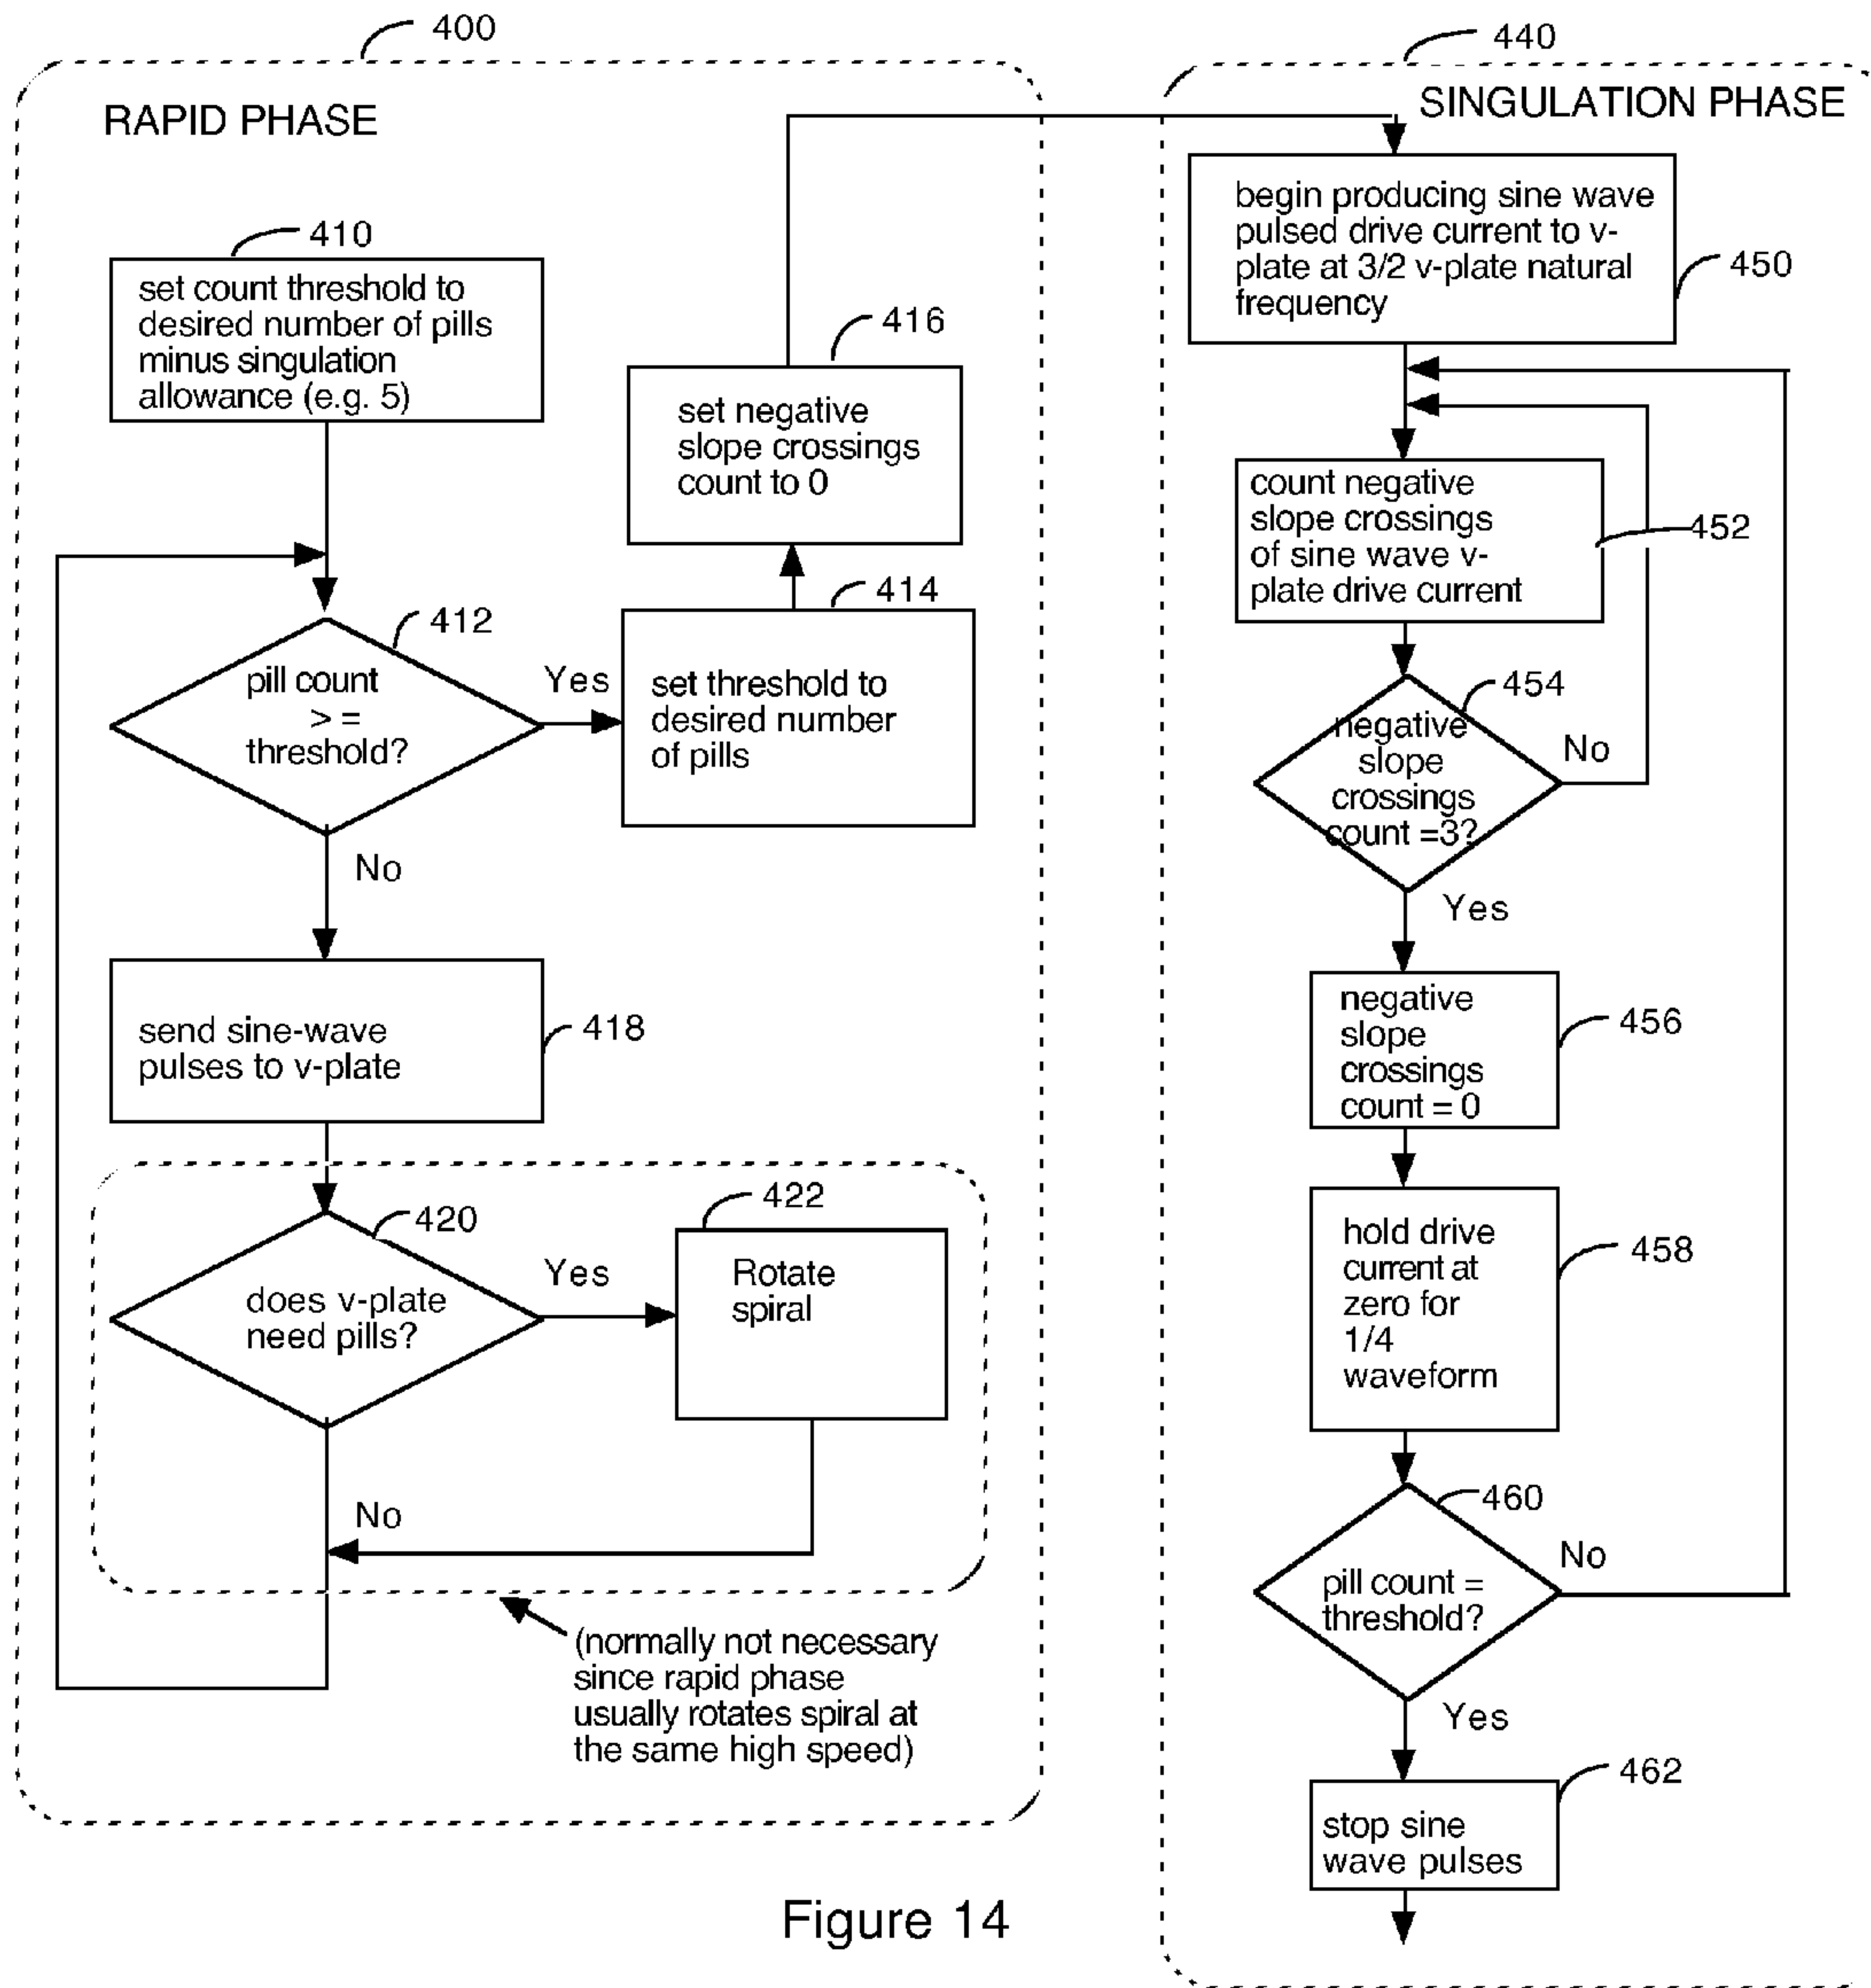 400
RAPID PHASE
410
set count threshold to
desired number of pills
minus singulation
allowance (e.g. 5)
412
pill count
> =
threshold?
Yes
No
414
set threshold to
desired number
of pills
416
set negative
slope crossings
count to 0
418
send sine-wave
pulses to v-plate
420
does v-plate
need pills?
Yes
No
422
Rotate
spiral
(normally not necessary
since rapid phase
usually rotates spiral at
the same high speed)
440
SINGULATION PHASE
450
begin producing sine wave
pulsed drive current to v-
plate at 3/2 v-plate natural
frequency
452
count negative
slope crossings
of sine wave v-
plate drive current
454
negative
slope
crossings
count =3?
No
Yes
456
negative
slope
crossings
count = 0
458
hold drive
current at
zero for
1/4
waveform
460
pill count =
threshold?
No
Yes
462
stop sine
wave pulses
Figure 14